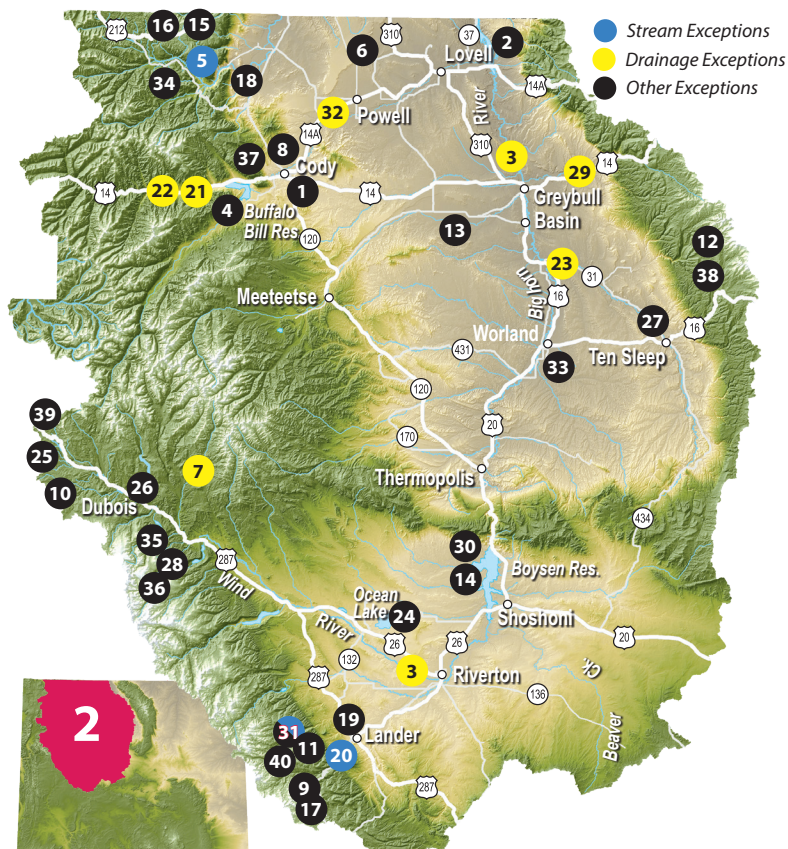 212
16
15
5
34
18
6
310
37
2
Lovell
14A
Stream Exceptions
Drainage Exceptions
Other Exceptions
32
Powell
14A
River
310
3
29
14
37
8
Cody
1
14
22
21
4
Buffalo
Bill Res.
14
Greybull
Basin
13
120
12
38
23
31
Big Horn
16
Meeteetse
27
16
Worland
33
Ten Sleep
431
120
20
170
Thermopolis
39
25
10
26
Dubois
7
434
35
28
36
287
Wind
River
30
14
Boysen Res.
Ocean
Lake
24
26
26
Shoshoni
20
132
3
Riverton
287
136
Beaver
Ck.
2
31
19
Lander
11
40
20
9
17
287